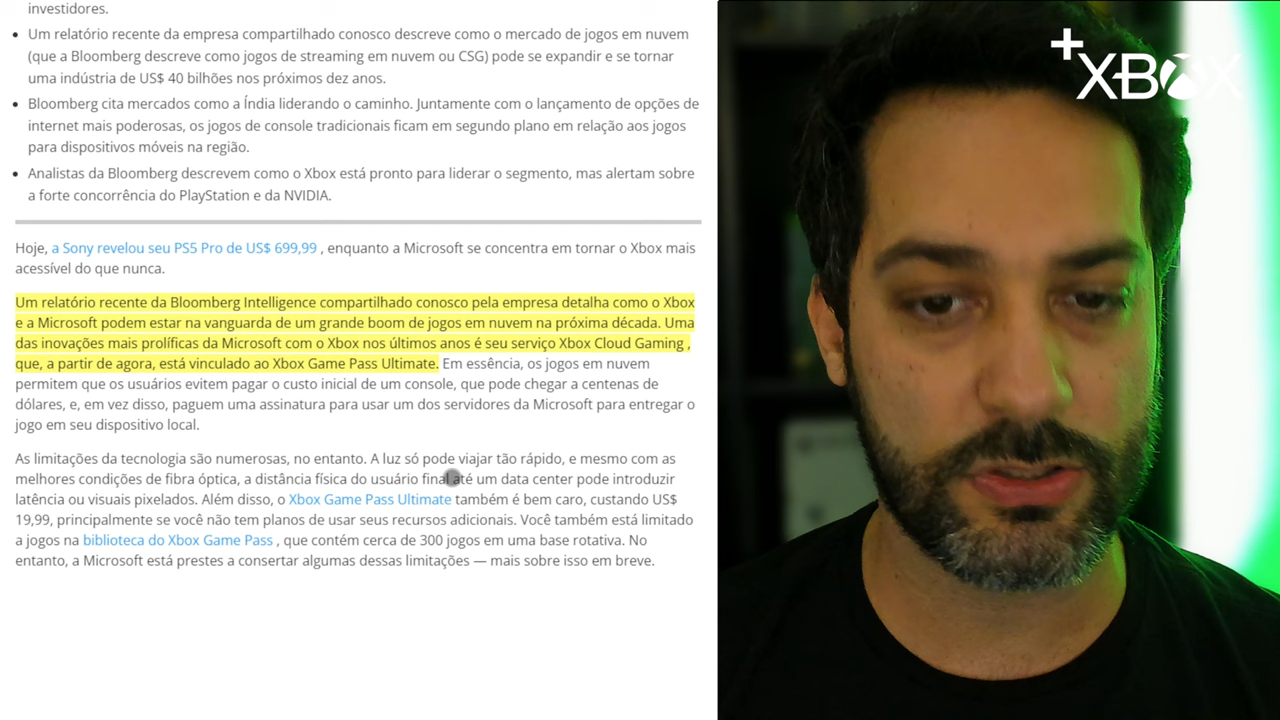 investidores.
Um relatório recente da empresa compartilhado conosco descreve como o mercado de jogos em nuvem
(que a Bloomberg descreve como jogos de streaming em nuvem ou CSG) pode se expandir e se tornar
uma indústria de US$ 40 bilhões nos próximos dez anos.
Bloomberg cita mercados como a Índia liderando o caminho. Juntamente com o lançamento de opções de
internet mais poderosas, os jogos de console tradicionais ficam em segundo plano em relação aos jogos
para dispositivos móveis na região.
Analistas da Bloomberg descrevem como o Xbox está pronto para liderar o segmento, mas alertam sobre
a forte concorrência do PlayStation e da NVIDIA.
Hoje, a Sony revelou seu PS5 Pro de US$ 699,99 , enquanto a Microsoft se concentra em tornar o Xbox mais
acessível do que nunca.
Um relatório recente da Bloomberg Intelligence compartilhado conosco pela empresa detalha como o Xbox
e a Microsoft podem estar na vanguarda de um grande boom de jogos em nuvem na próxima década. Uma
das inovações mais prolíficas da Microsoft com o Xbox nos últimos anos é seu serviço Xbox Cloud Gaming ,
que, a partir de agora, está vinculado ao Xbox Game Pass Ultimate. Em essência, os jogos em nuvem
permitem que os usuários evitem pagar o custo inicial de um console, que pode chegar a centenas de
dólares, e, em vez disso, paguem uma assinatura para usar um dos servidores da Microsoft para entregar o
jogo em seu dispositivo local.
As limitações da tecnologia são numerosas, no entanto. A luz só pode viajar tão rápido, e mesmo com as
melhores condições de fibra óptica, a distância física do usuário final até um data center pode introduzir
latência ou visuais pixelados. Além disso, o Xbox Game Pass Ultimate também é bem caro, custando US$
19,99, principalmente se você não tem planos de usar seus recursos adicionais. Você também está limitado
a jogos na biblioteca do Xbox Game Pass , que contém cerca de 300 jogos em uma base rotativa. No
entanto, a Microsoft está prestes a consertar algumas dessas limitações — mais sobre isso em breve.
+XBOX